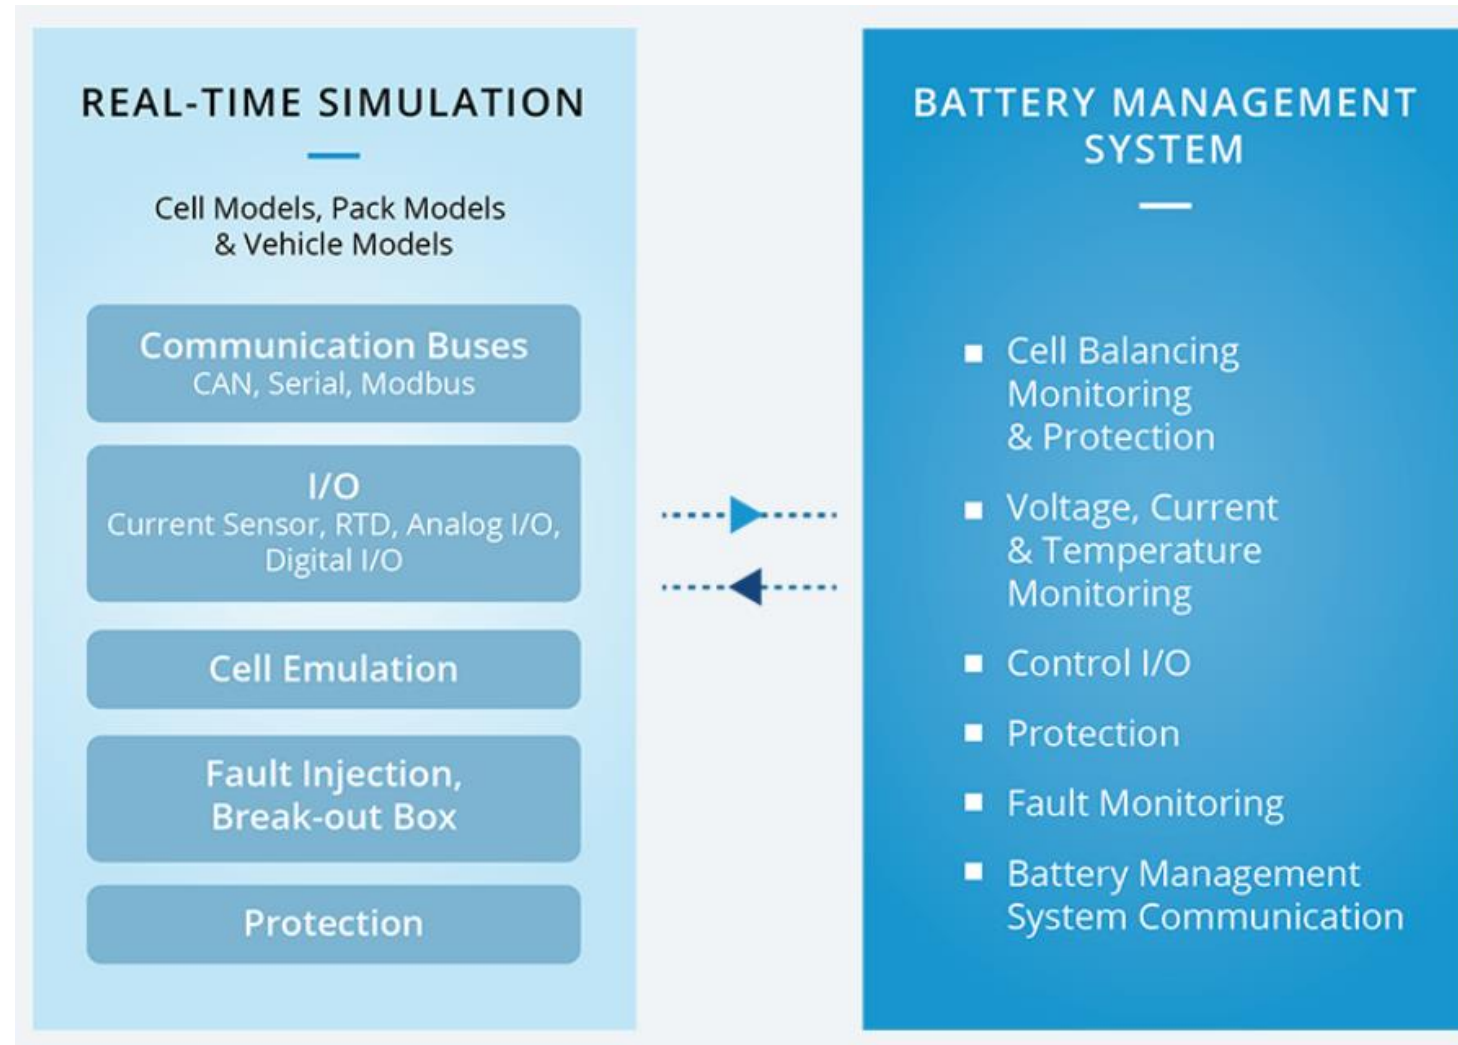 REAL-TIME SIMULATION
Cell Models, Pack Models
& Vehicle Models
Communication Buses
CAN, Serial, Modbus
I/O
Current Sensor, RTD, Analog I/O,
Digital I/O
Cell Emulation
Fault Injection,
Break-out Box
Protection
BATTERY MANAGEMENT
SYSTEM
Cell Balancing
Monitoring
& Protection
Voltage, Current
& Temperature
Monitoring
Control I/O
Protection
Fault Monitoring
Battery Management
System Communication